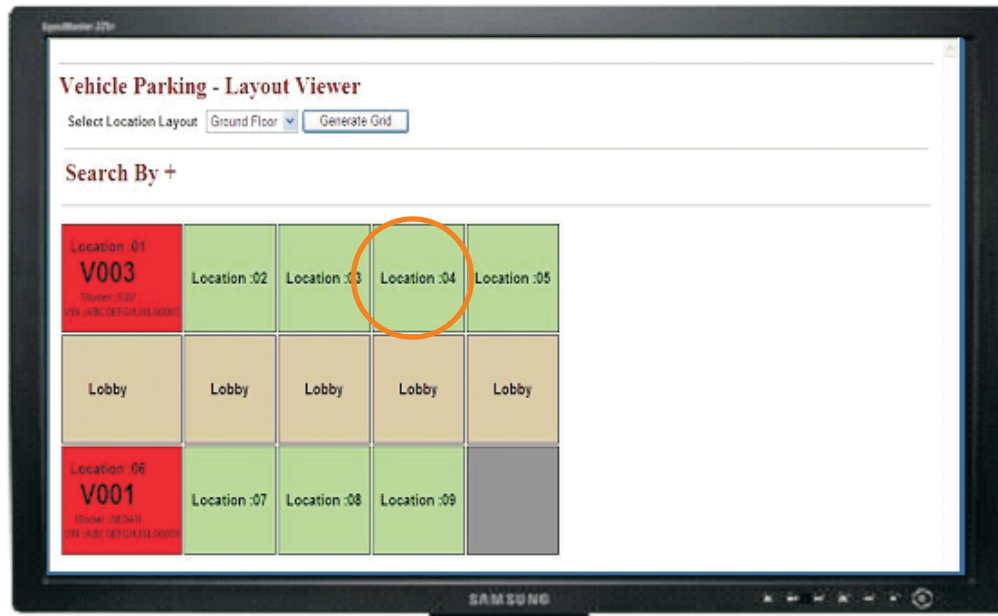 SyncMaster 225+
Vehicle Parking - Layout Viewer
Select Location Layout Ground Floor Generate Grid
Search By +
Location :01
V003
Model :SUV
Location :02
Location :03
Location :04
Location :05
Lobby
Lobby
Lobby
Lobby
Lobby
Location :06
V001
Model :SEDAN
Location :07
Location :08
Location :09
SAMSUNG